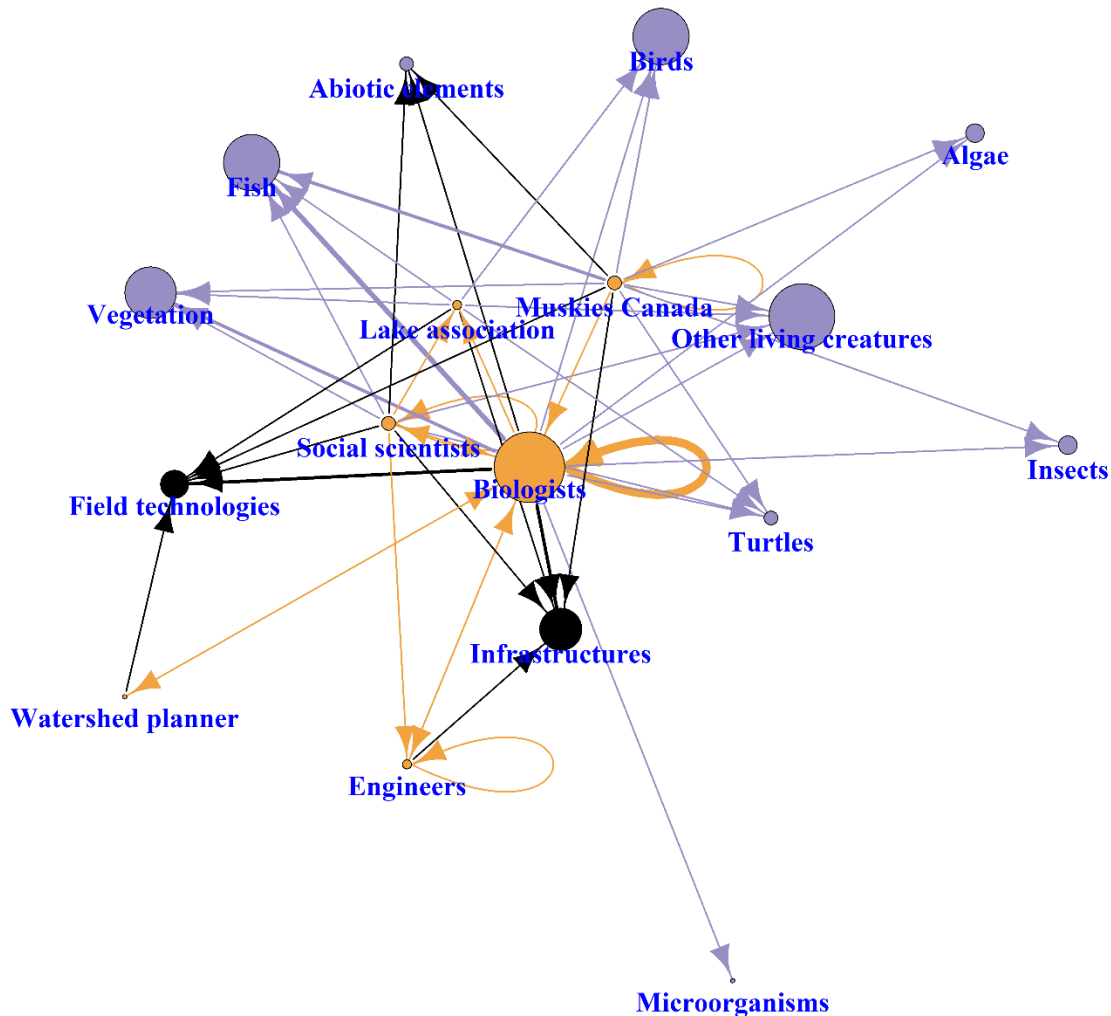 Birds
Abiotic elements
Algae
Fish
Muskies Canada
Vegetation
Lake association
Other living creatures
Social scientists
Insects
Biologists
Field technologies
Turtles
Infrastructures
Watershed planner
Engineers
Microorganisms